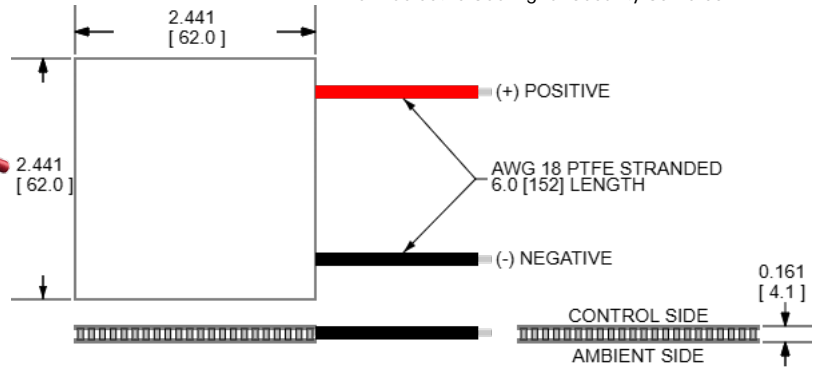 2.441
[ 62.0 ]
(+) POSITIVE
2.441
[ 62.0 ]
AWG 18 PTFE STRANDED
6.0 [152] LENGTH
(-) NEGATIVE
0.161
[ 4.1 ]
CONTROL SIDE
AMBIENT SIDE